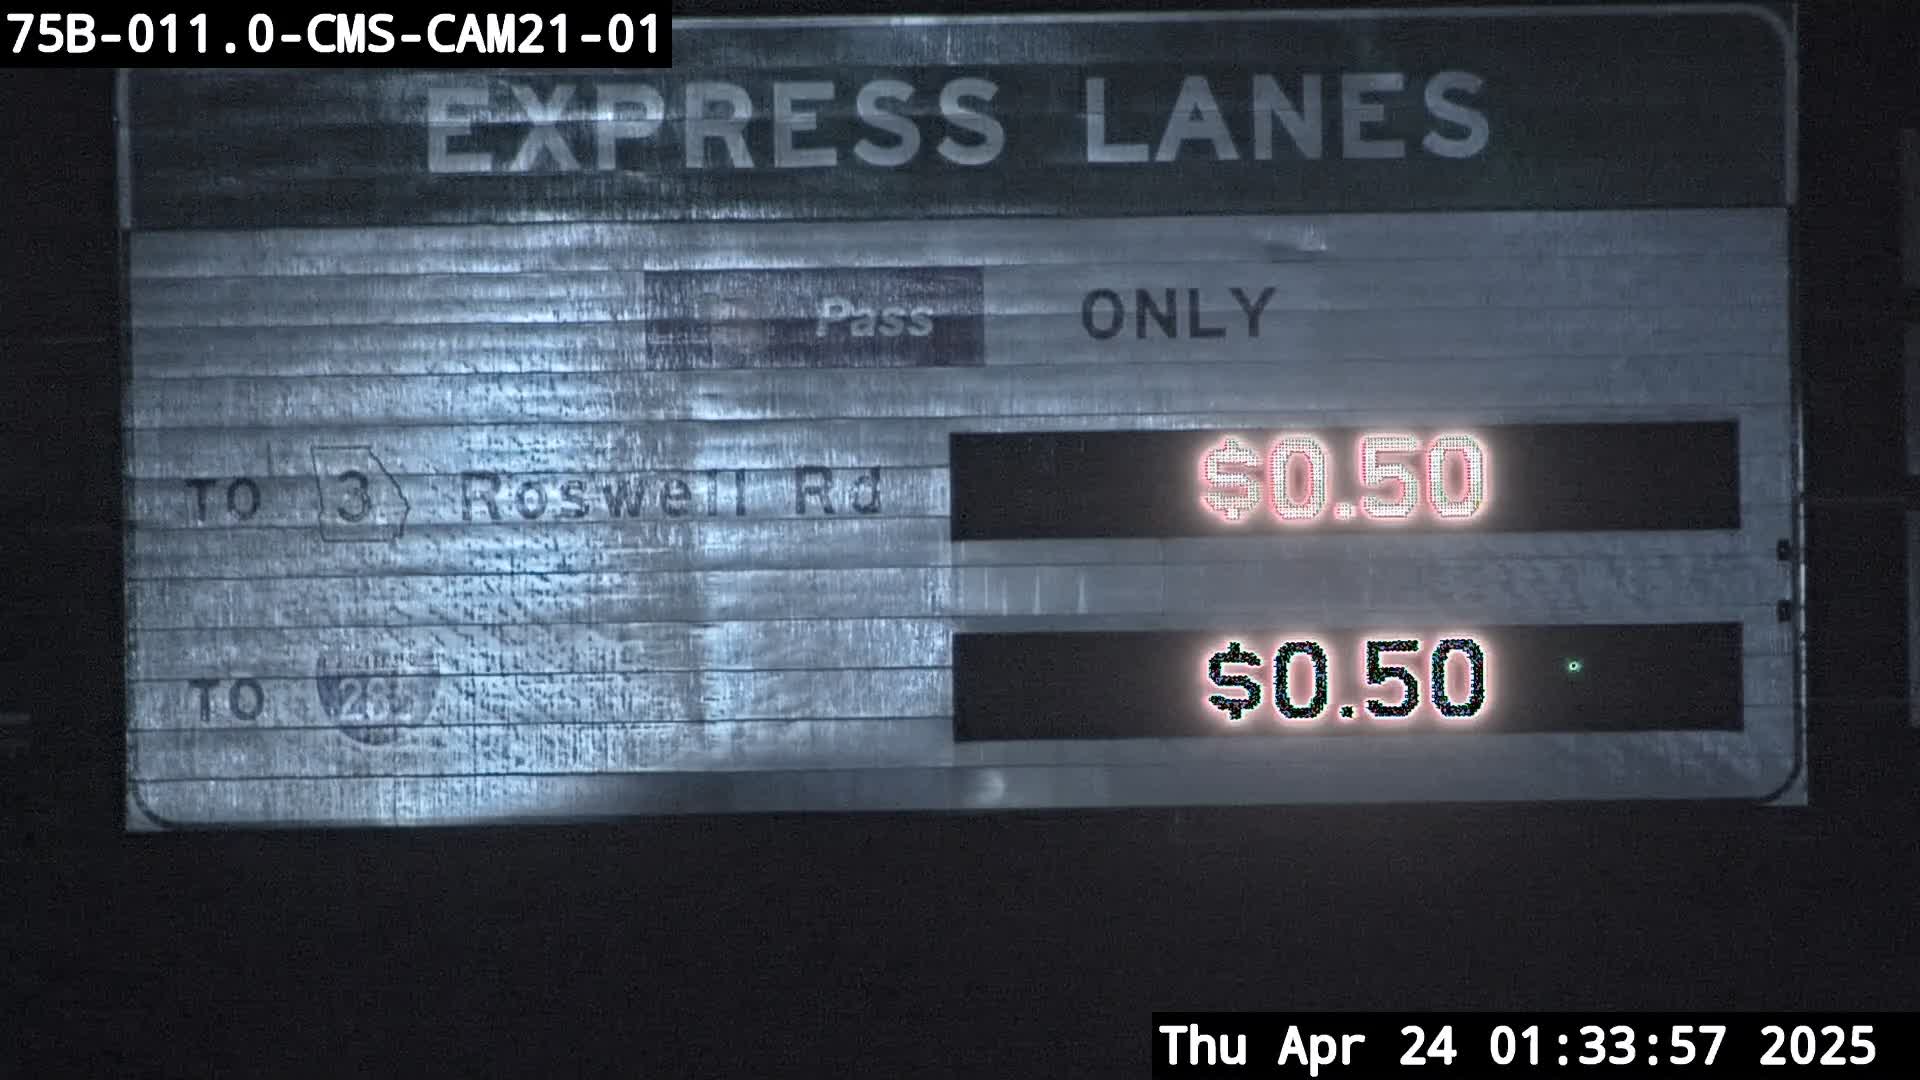 75B-011.0-CMS-CAM21-01
EXPRESS LANES
Pass ONLY
TO 3 Roswell Rd $0.50
TO $0.50
Thu Apr 24 01:33:57 2025